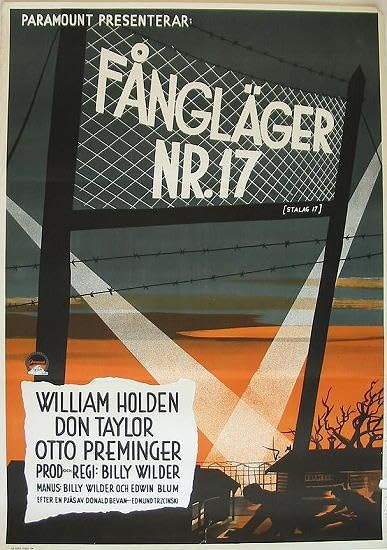 PARAMOUNT PRESENTERAR:
FÅNGLÄGER
NR.17
[STALAG 17]
WILLIAM HOLDEN
DON TAYLOR
OTTO PREMINGER
PROD OCH REGI: BILLY WILDER
MANUS: BILLY WILDER OCH EDWIN BLUM
EFTER EN PJÄS AV DONALD BEVAN - EDMUND TRZCINSKI